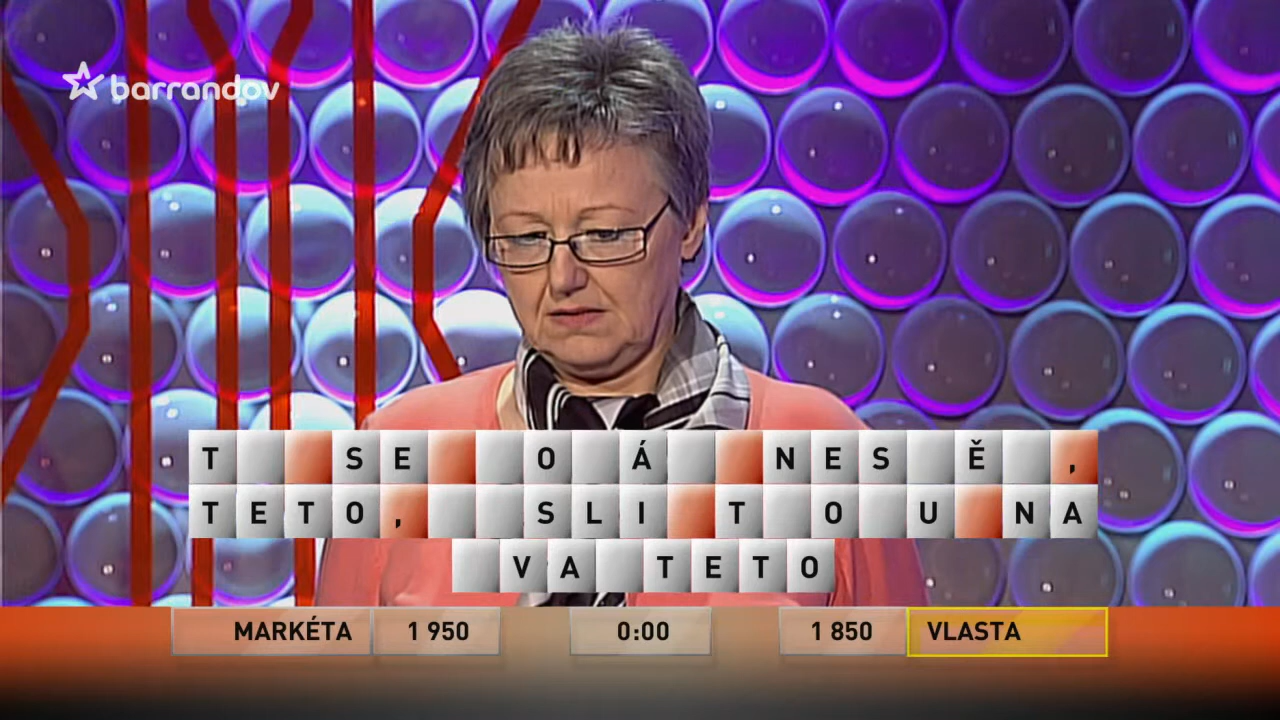 barrandov
T SE O Á NES Ě ,
TETO, SLI T O U NA
VA TETO
MARKÉTA 1 950 0:00 1 850 VLASTA